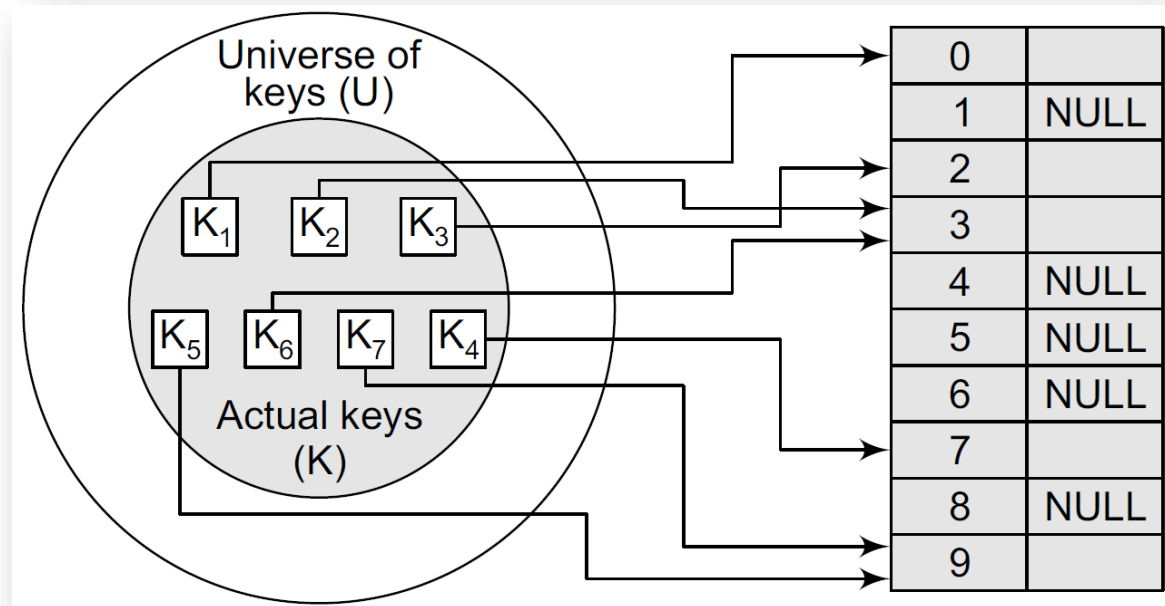 Universe of
keys (U)
K₁ K₂ K₃
K₅ K₆ K₇ K₄
Actual keys
(K)
0
1 NULL
2
3
4 NULL
5 NULL
6 NULL
7
8 NULL
9